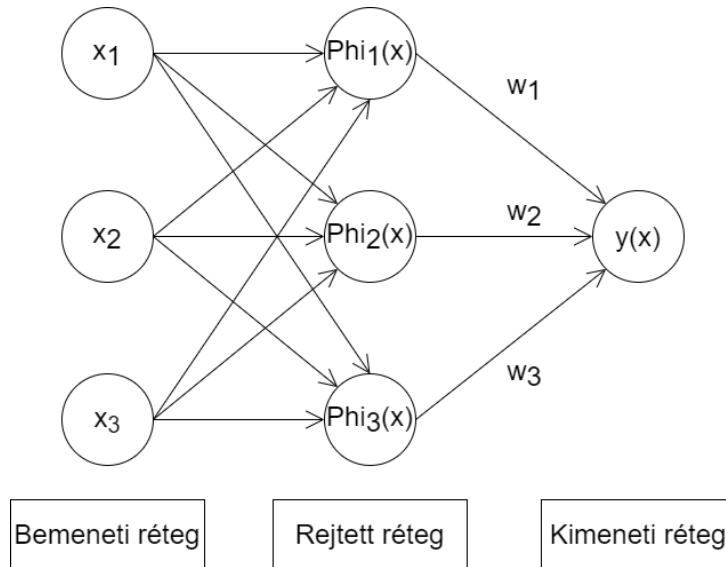 x1 Phi1(x)
w1
x2 Phi2(x) w2 y(x)
w3
x3 Phi3(x)
Bemeneti réteg Rejtett réteg Kimeneti réteg